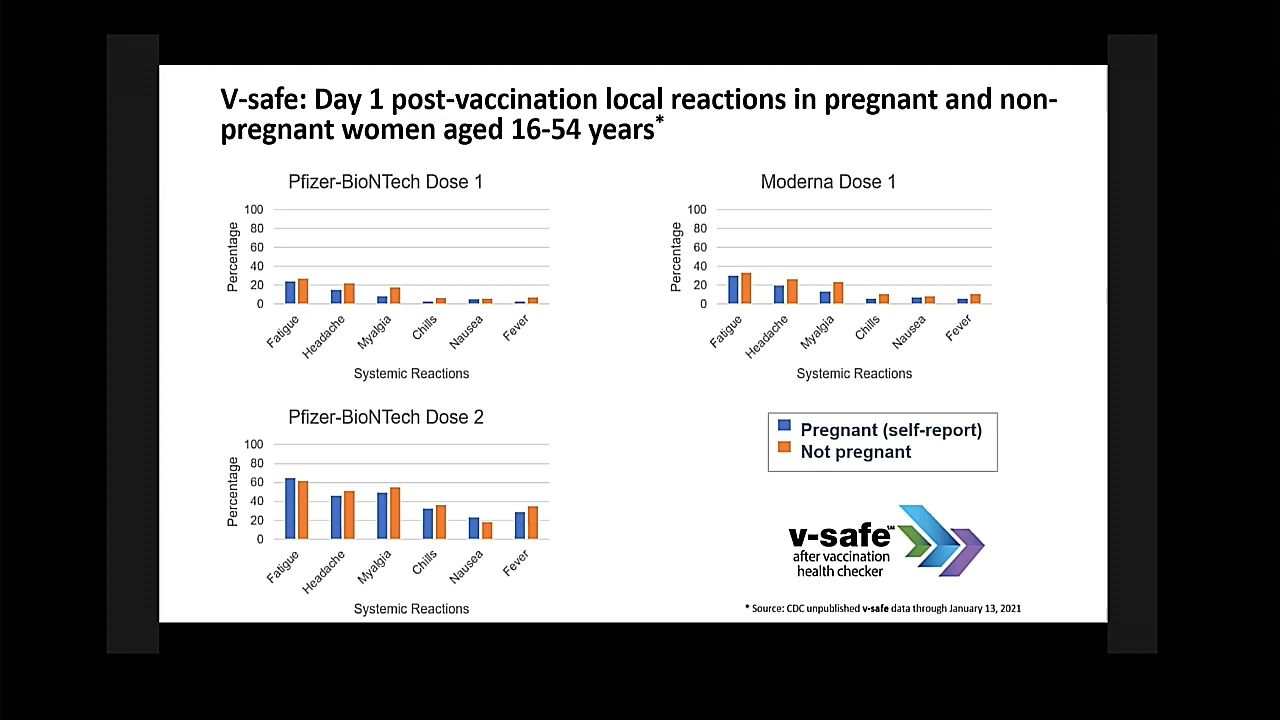 V-safe: Day 1 post-vaccination local reactions in pregnant and non-
pregnant women aged 16-54 years*
Pfizer-BioNTech Dose 1
Percentage
100
80
60
40
20
0
Fatigue
Headache
Myalgia
Chills
Nausea
Fever
Systemic Reactions
Moderna Dose 1
Percentage
100
80
60
40
20
0
Fatigue
Headache
Myalgia
Chills
Nausea
Fever
Systemic Reactions
Pfizer-BioNTech Dose 2
Percentage
100
80
60
40
20
0
Fatigue
Headache
Myalgia
Chills
Nausea
Fever
Systemic Reactions
Pregnant (self-report)
Not pregnant
v-safe℠
after vaccination
health checker
* Source: CDC unpublished v-safe data through January 13, 2021